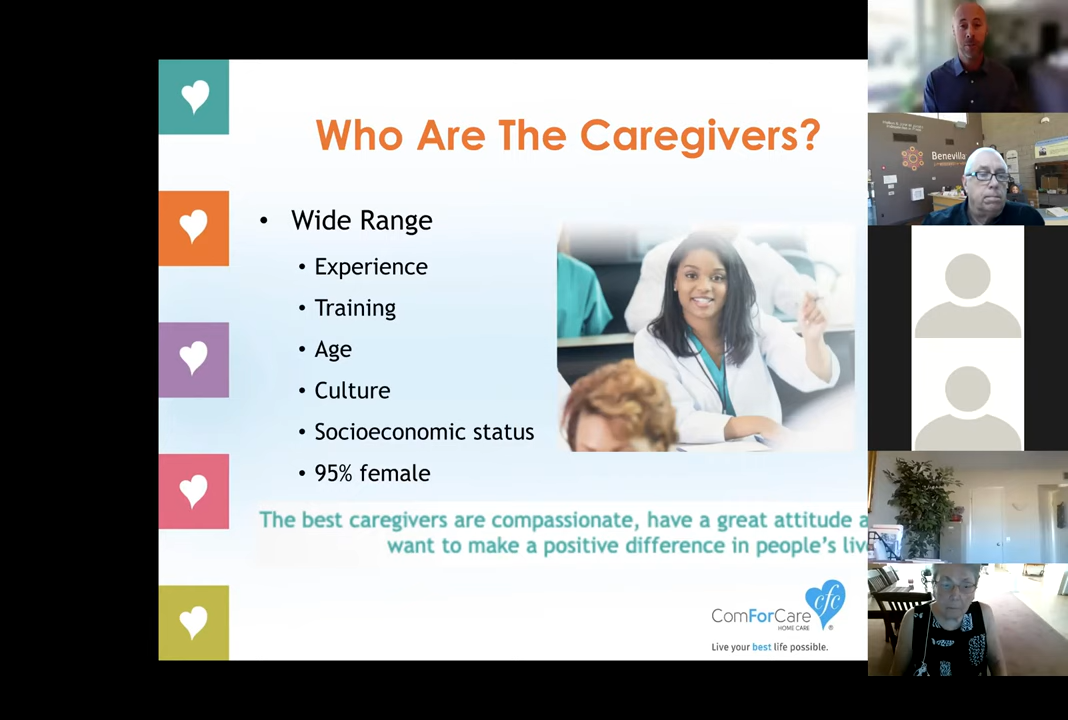 Who Are The Caregivers?
• Wide Range
• Experience
• Training
• Age
• Culture
• Socioeconomic status
• 95% female
The best caregivers are compassionate, have a great attitude a
want to make a positive difference in people's liv
cfc
ComForCare
HOME CARE ®
Live your best life possible.
Benevilla